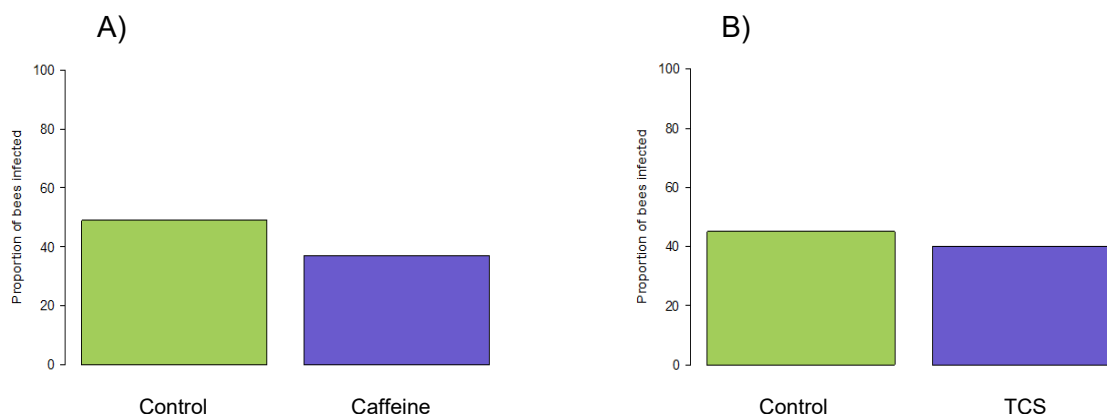 A)
Proportion of bees infected
100
80
60
40
20
0
Control Caffeine
B)
Proportion of bees infected
100
80
60
40
20
0
Control TCS